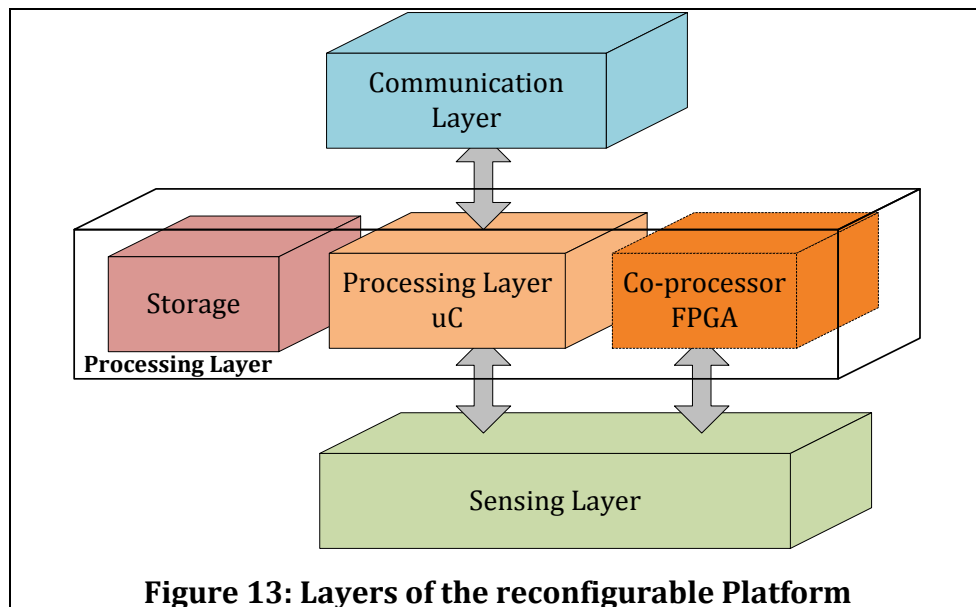 Communication
Layer
Storage
Processing Layer
uC
Co-processor
FPGA
Processing Layer
Sensing Layer
Figure 13: Layers of the reconfigurable Platform